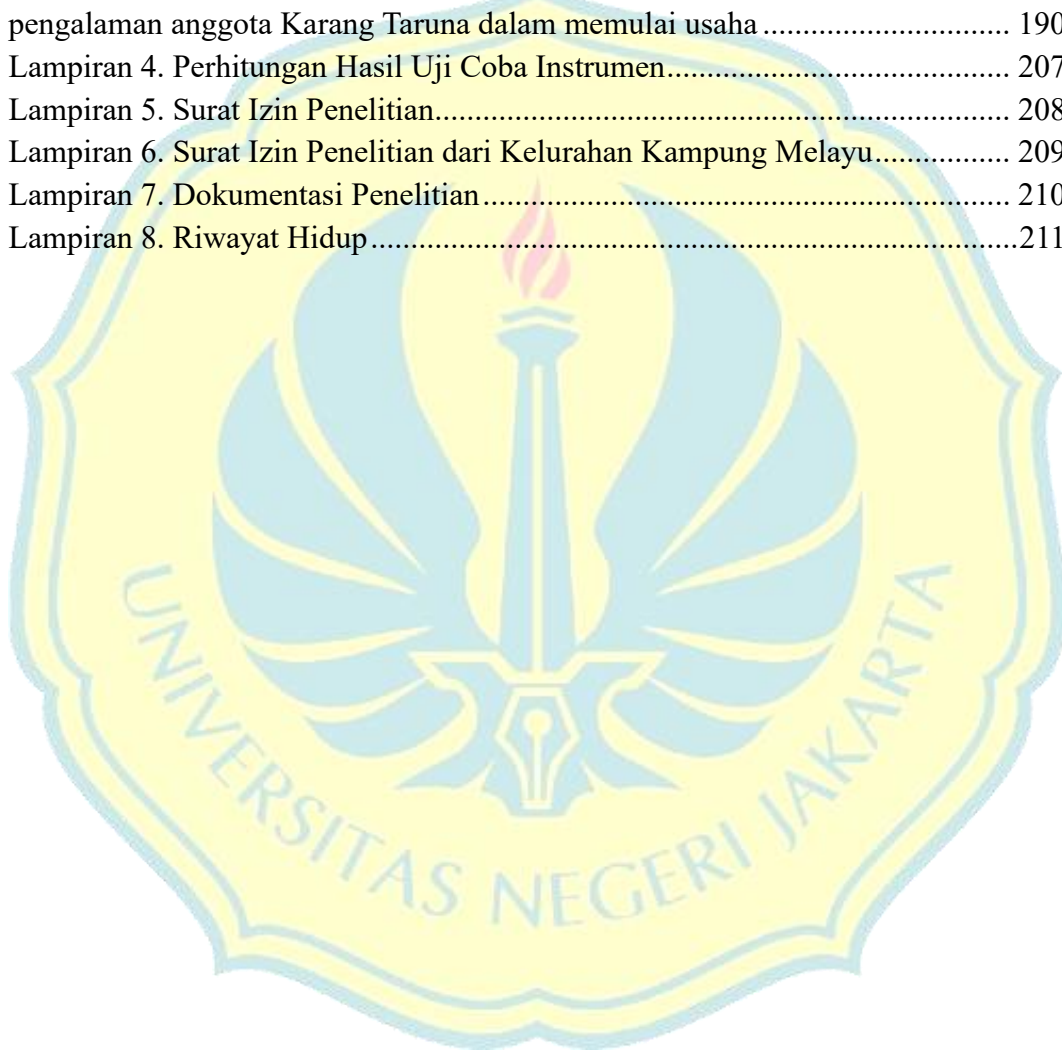 pengalaman anggota Karang Taruna dalam memulai usaha ............................... 190
Lampiran 4. Perhitungan Hasil Uji Coba Instrumen........................................... 207
Lampiran 5. Surat Izin Penelitian........................................................................ 208
Lampiran 6. Surat Izin Penelitian dari Kelurahan Kampung Melayu................. 209
Lampiran 7. Dokumentasi Penelitian .................................................................. 210
Lampiran 8. Riwayat Hidup .................................................................................211
UNIVERSITAS NEGERI JAKARTA